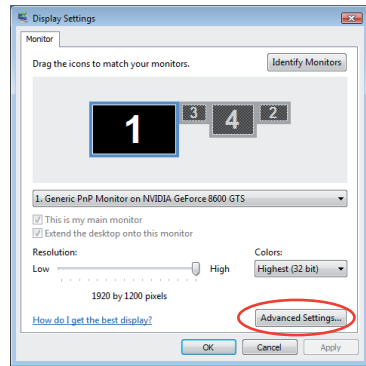 Display Settings
Monitor
Drag the icons to match your monitors.
Identify Monitors
1
3
4
2
1. Generic PnP Monitor on NVIDIA GeForce 8600 GTS
This is my main monitor
Extend the desktop onto this monitor
Resolution:
Colors:
Low
High
Highest (32 bit)
1920 by 1200 pixels
How do I get the best display?
Advanced Settings...
OK
Cancel
Apply